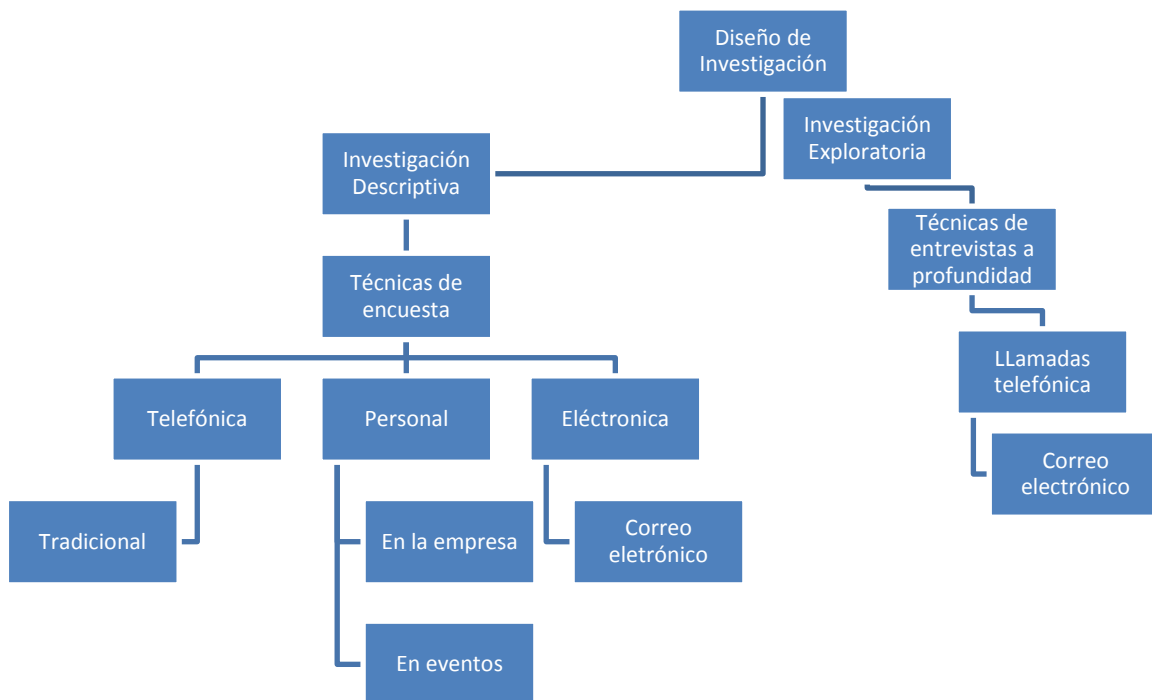 Diseño de
Investigación
Investigación
Exploratoria
Investigación
Descriptiva
Técnicas de
entrevistas a
profundidad
Técnicas de
encuesta
LLamadas
telefónica
Telefónica
Personal
Eléctronica
Correo
electrónico
Tradicional
En la empresa
Correo
eletrónico
En eventos